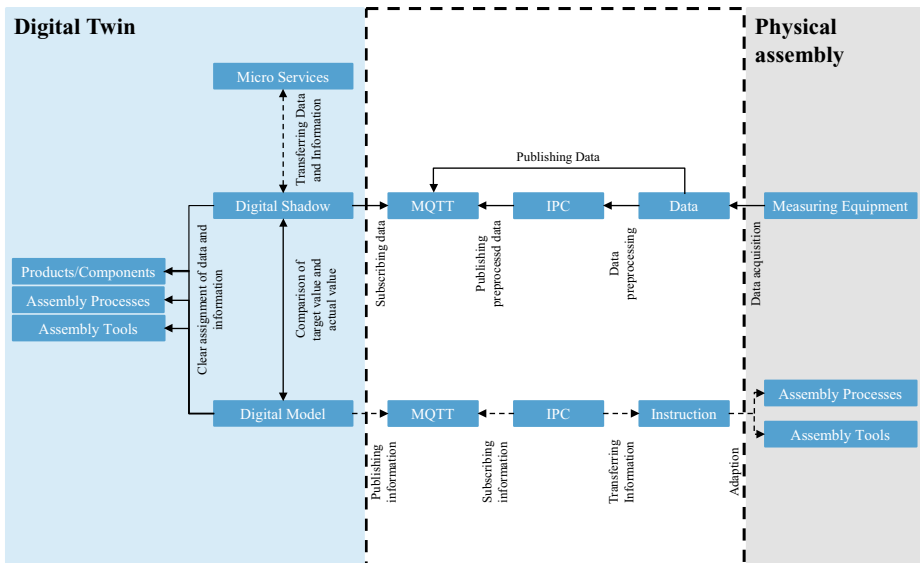 Digital Twin
Physical
assembly
Micro Services
Transferring Data
and Information
Publishing Data
Digital Shadow
MQTT
IPC
Data
Measuring Equipment
Subscribing data
Publishing
preprocessd data
Data
preprocessing
Data acquisition
Products/Components
Assembly Processes
Assembly Tools
Clear assignment of data and
information
Comparison of
target value and
actual value
Digital Model
MQTT
IPC
Instruction
Assembly Processes
Assembly Tools
Publishing
information
Subscribing
information
Transferring
Information
Adaption